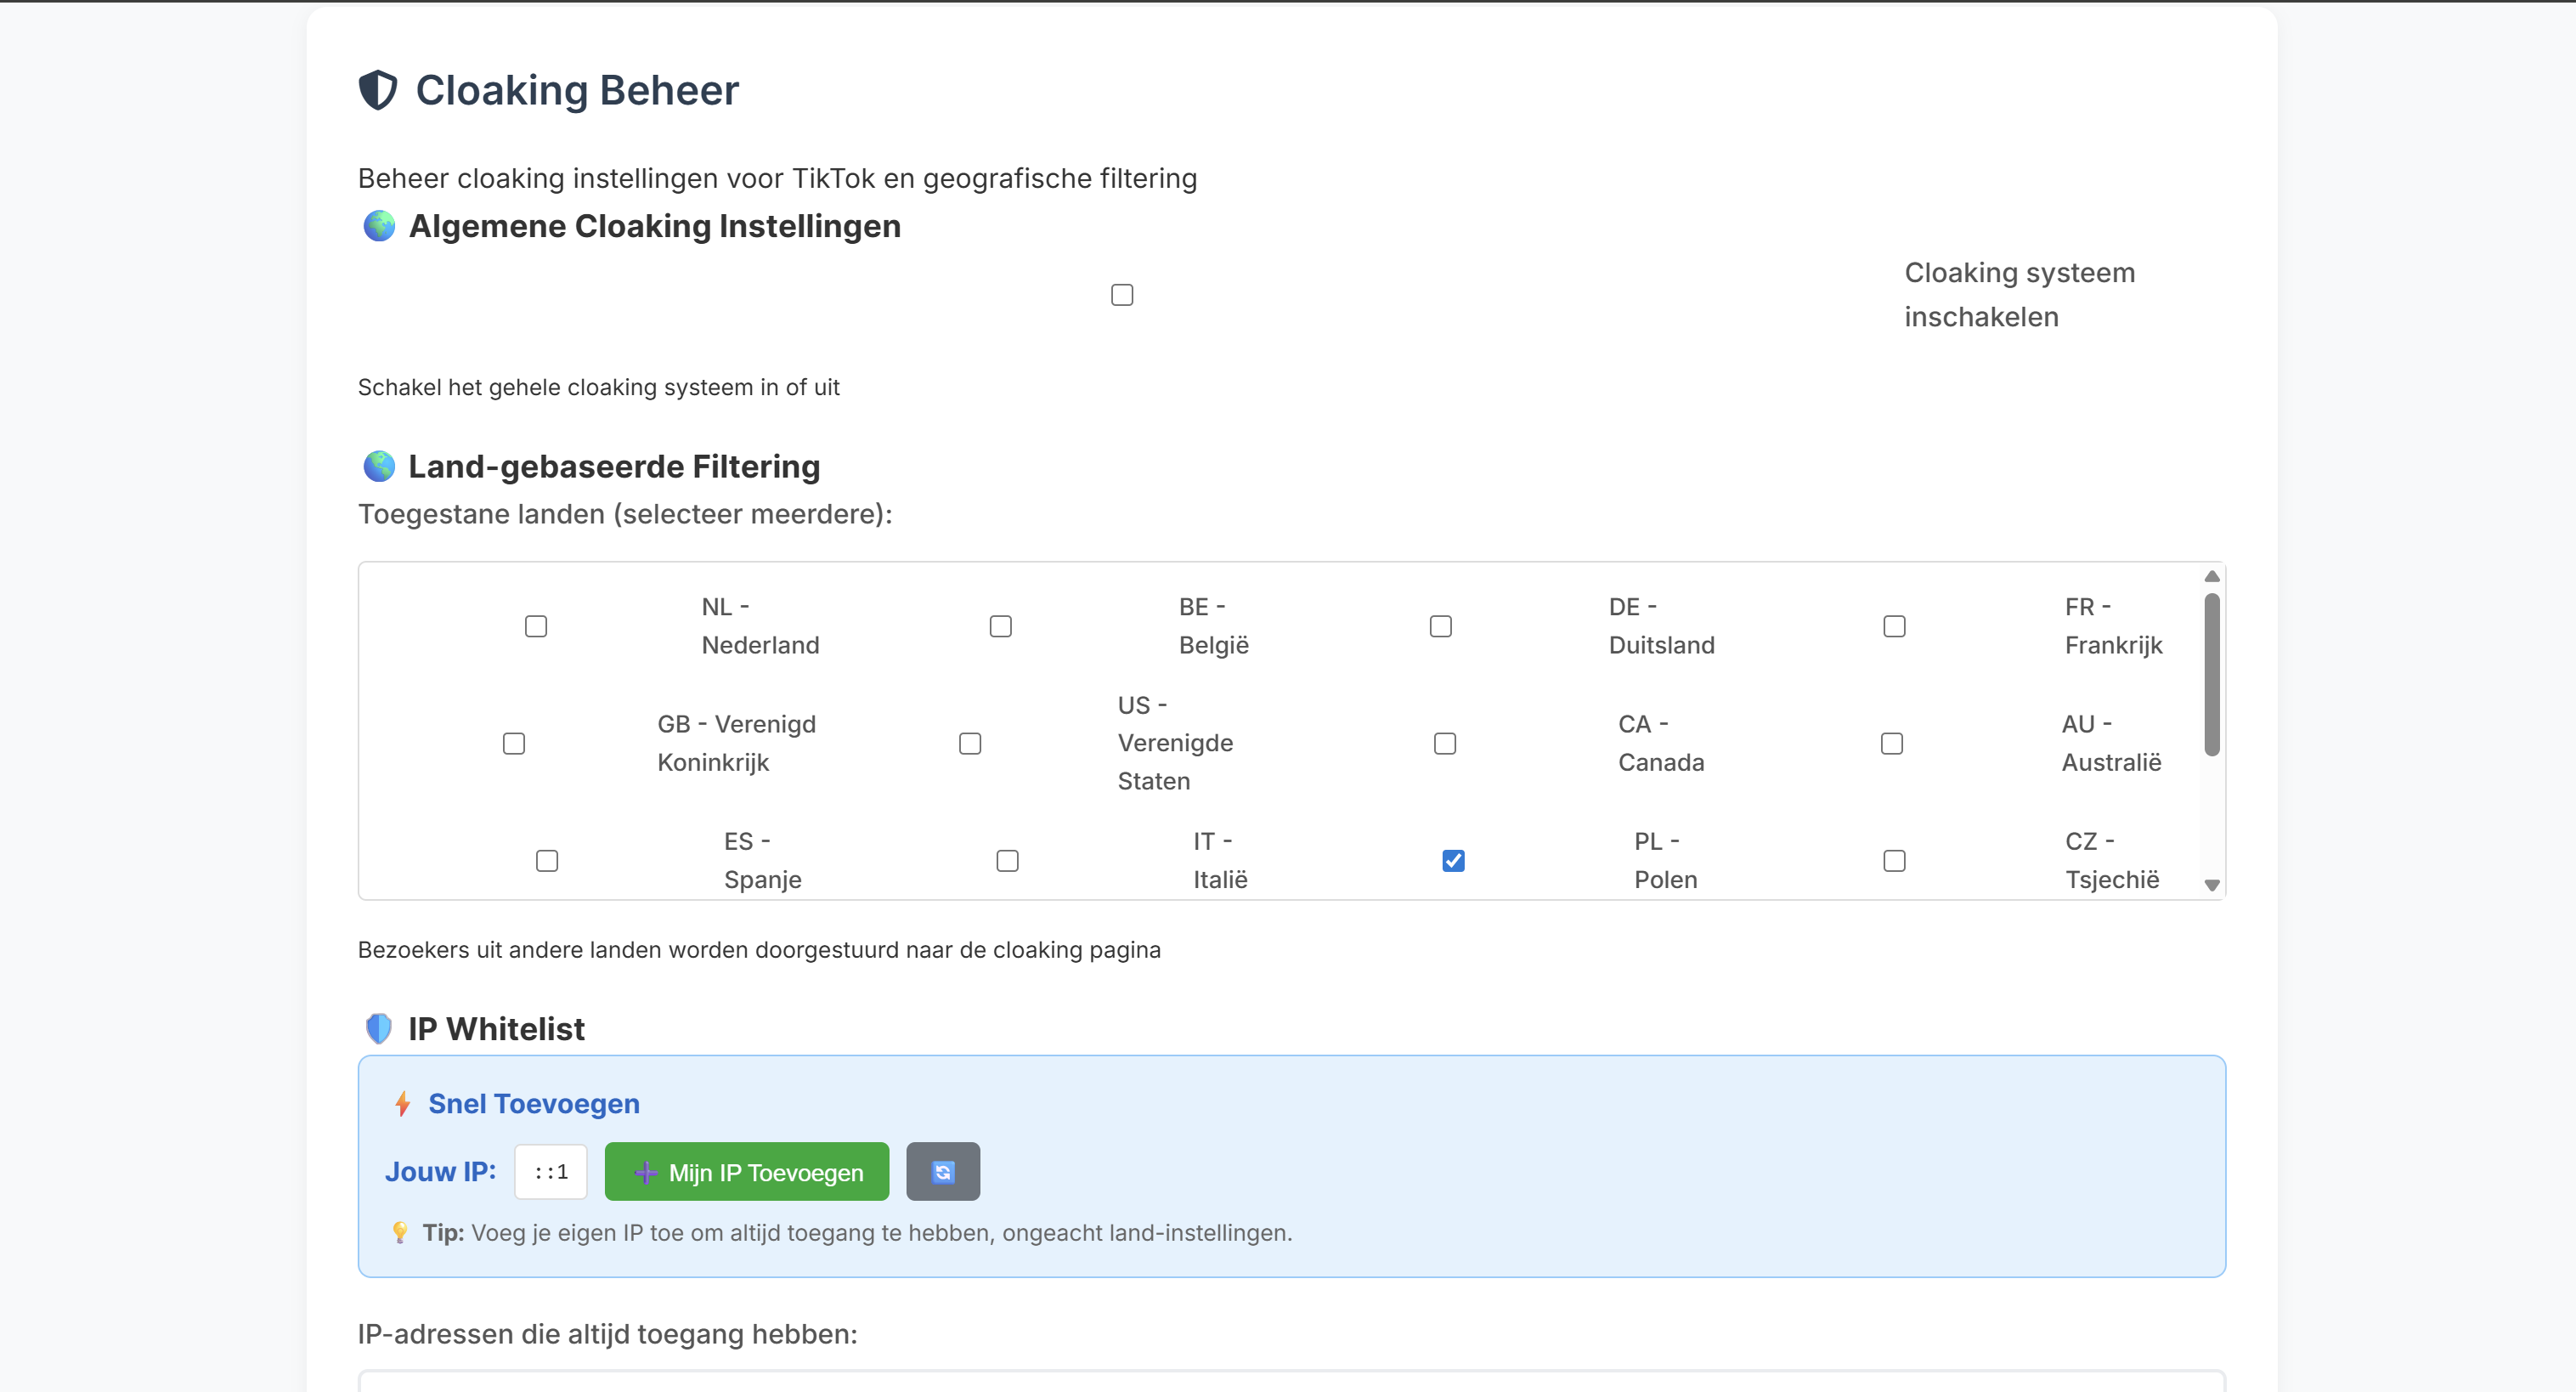 Cloaking Beheer
Beheer cloaking instellingen voor TikTok en geografische filtering
Algemene Cloaking Instellingen
Cloaking systeem
inschakelen
Schakel het gehele cloaking systeem in of uit
Land-gebaseerde Filtering
Toegestane landen (selecteer meerdere):
NL -
Nederland
BE -
België
DE -
Duitsland
FR -
Frankrijk
GB - Verenigd
Koninkrijk
US -
Verenigde
Staten
CA -
Canada
AU -
Australië
ES -
Spanje
IT -
Italië
PL -
Polen
CZ -
Tsjechië
Bezoekers uit andere landen worden doorgestuurd naar de cloaking pagina
IP Whitelist
Snel Toevoegen
Jouw IP: ::1 Mijn IP Toevoegen
Tip: Voeg je eigen IP toe om altijd toegang te hebben, ongeacht land-instellingen.
IP-adressen die altijd toegang hebben: